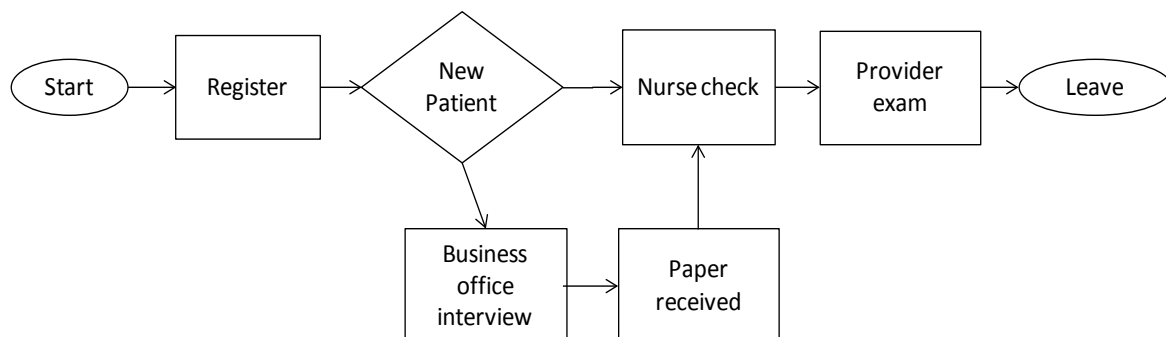 Start
Register
New
Patient
Nurse check
Provider
exam
Leave
Business
office
interview
Paper
received